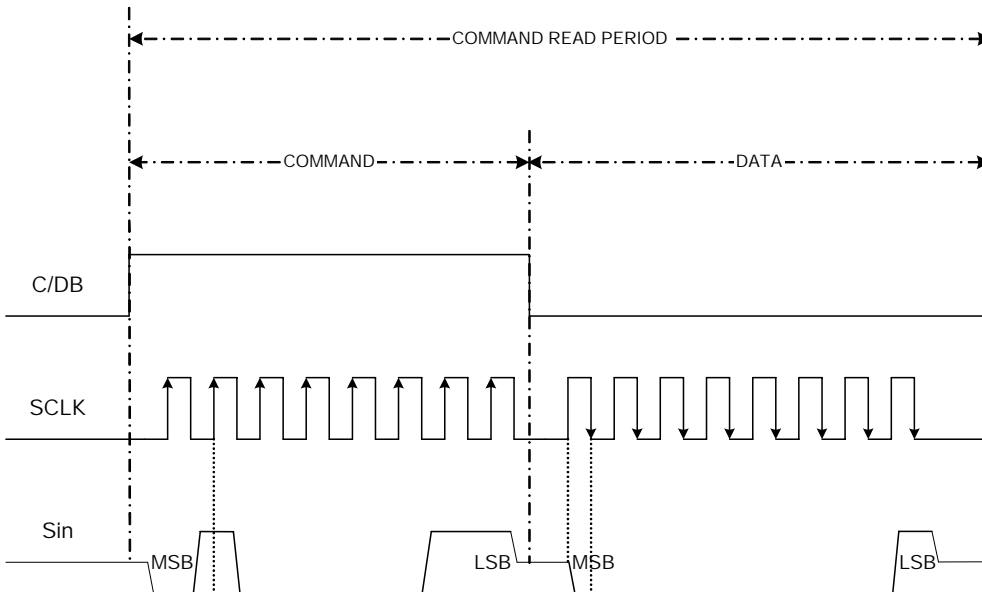 COMMAND READ PERIOD
COMMAND
DATA
C/DB
SCLK
Sin
MSB
LSB
MSB
LSB